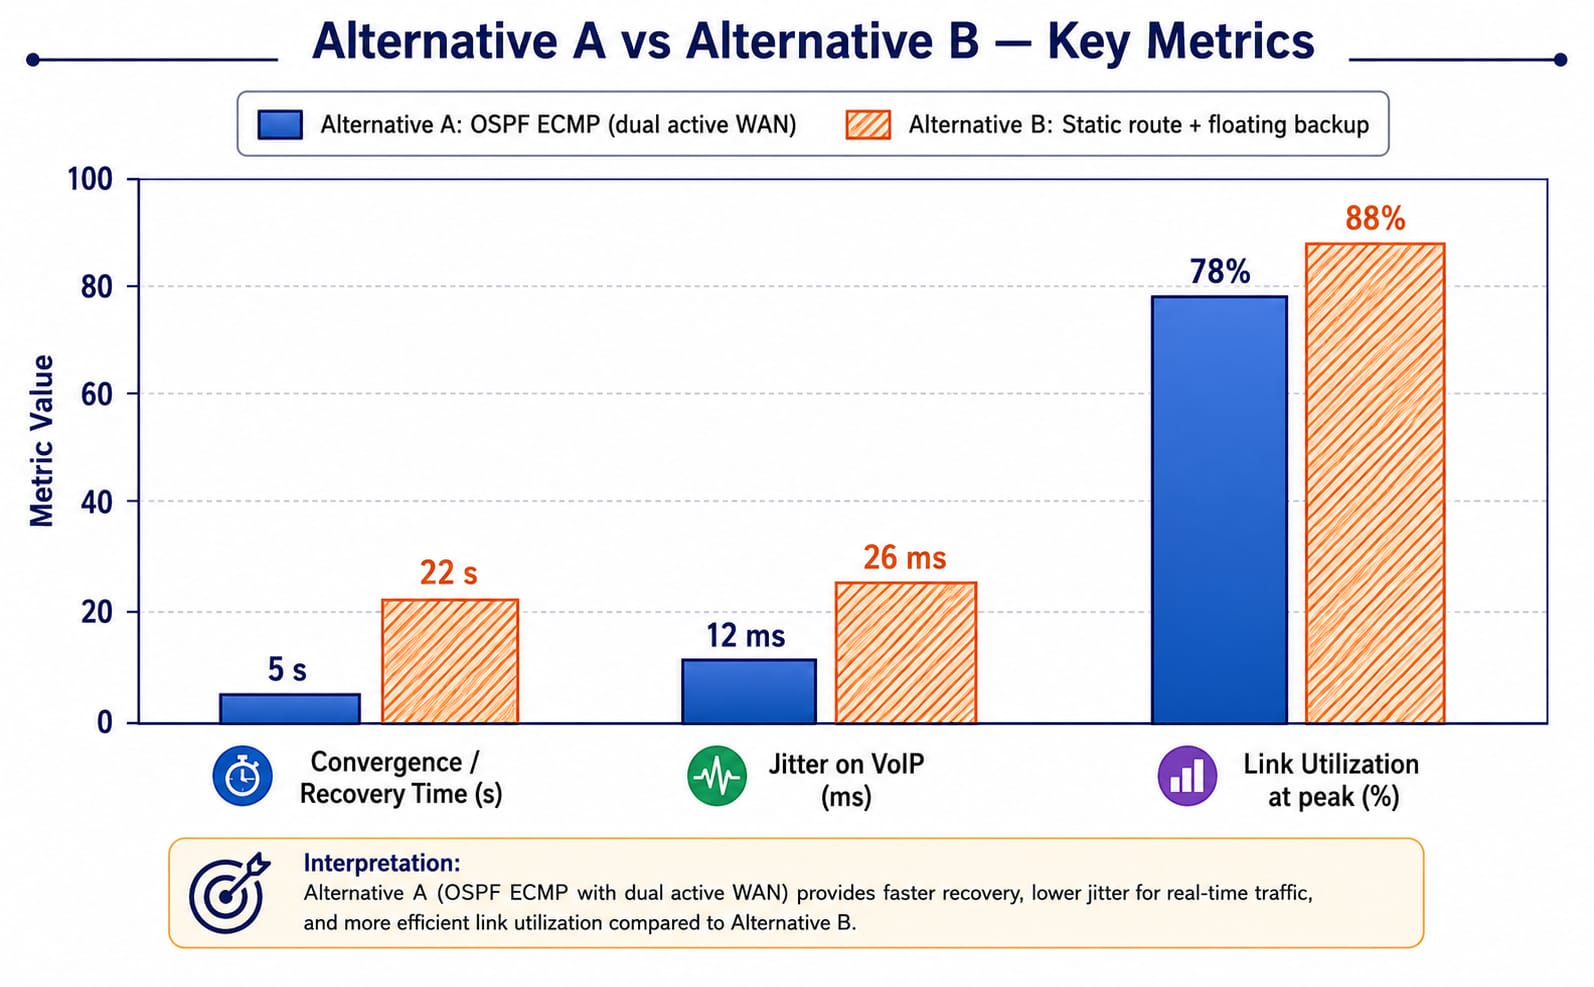 Alternative A vs Alternative B — Key Metrics
Alternative A: OSPF ECMP (dual active WAN)
Alternative B: Static route + floating backup
Metric Value
100
80
60
40
20
0
5 s
22 s
12 ms
26 ms
78%
88%
Convergence /
Recovery Time (s)
Jitter on VoIP
(ms)
Link Utilization
at peak (%)
Interpretation:
Alternative A (OSPF ECMP with dual active WAN) provides faster recovery, lower jitter for real-time traffic,
and more efficient link utilization compared to Alternative B.